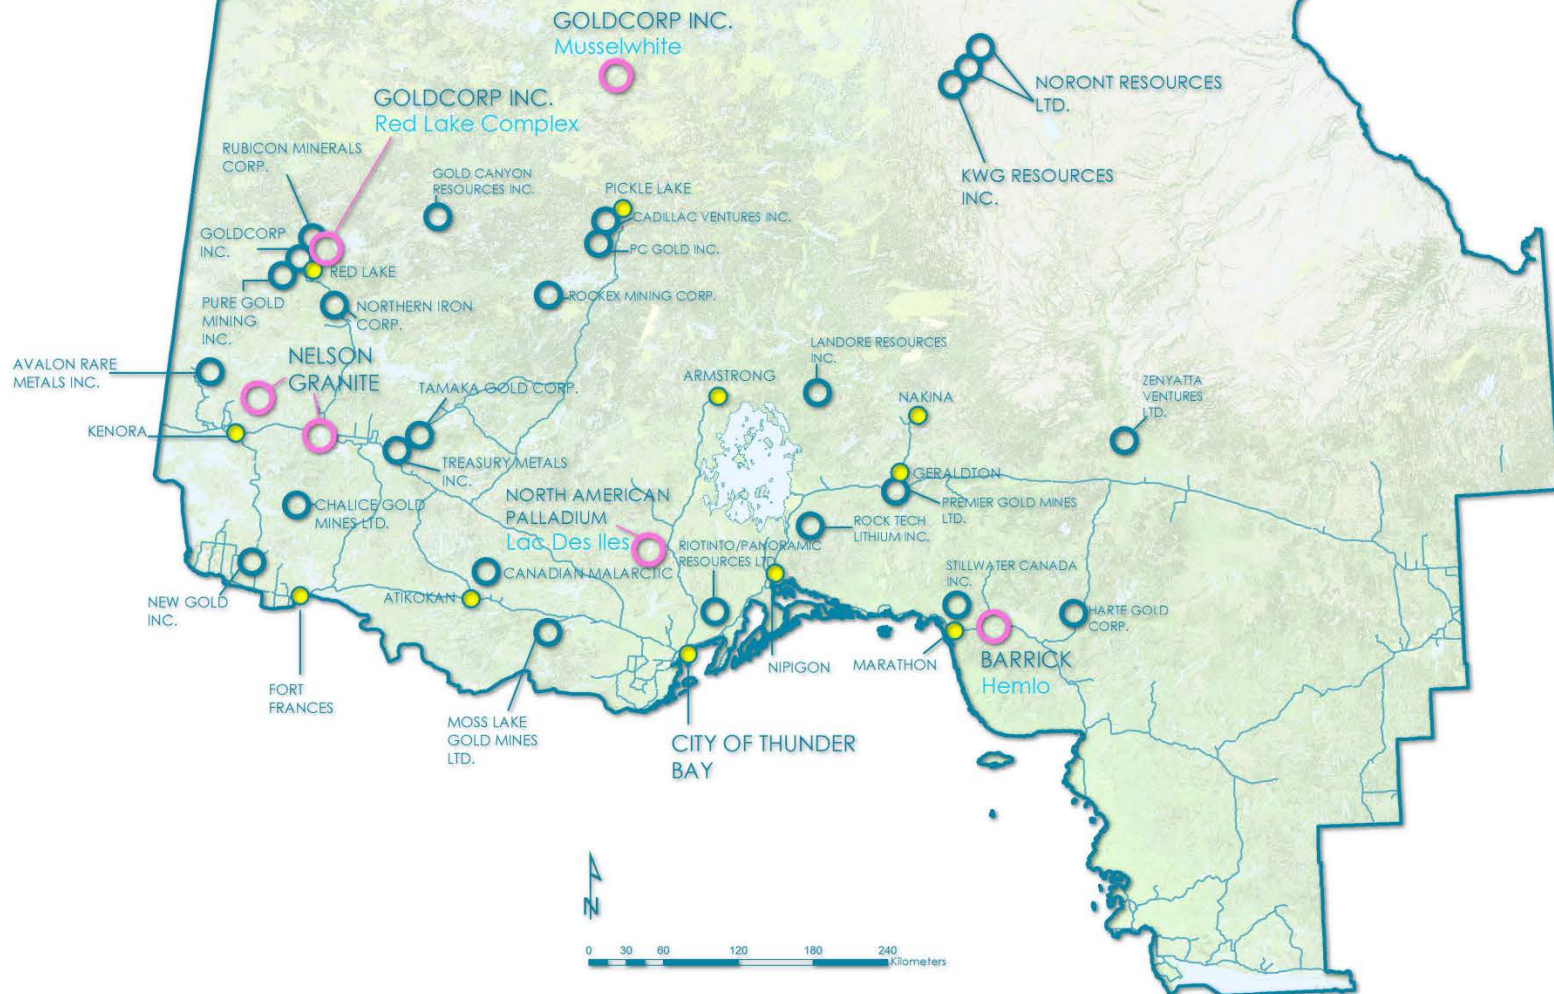 GOLDCORP INC.
Musselwhite
GOLDCORP INC.
Red Lake Complex
NORONT RESOURCES
LTD.
RUBICON MINERALS
CORP.
GOLD CANYON
RESOURCES INC.
PICKLE LAKE
KWG RESOURCES
INC.
CADILLAC VENTURES INC.
GOLDCORP
INC.
PC GOLD INC.
RED LAKE
ROCKEX MINING CORP.
PURE GOLD
MINING
INC.
NORTHERN IRON
CORP.
LANDORE RESOURCES
INC.
AVALON RARE
METALS INC.
NELSON
GRANITE
TAMAKA GOLD CORP.
ARMSTRONG
ZENYATTA
VENTURES
LTD.
NAKINA
KENORA
TREASURY METALS
INC.
GERALDTON
NORTH AMERICAN
PALLADIUM
Lac Des Iles
PREMIER GOLD MINES
LTD.
CHALICE GOLD
MINES LTD.
ROCK TECH
LITHIUM INC.
RIOTINTO/PANORAMIC
RESOURCES LTD
STILLWATER CANADA
INC.
CANADIAN MALARCTIC
NEW GOLD
INC.
ATIKOKAN
HARTE GOLD
CORP.
NIPIGON
MARATHON
BARRICK
Hemlo
FORT
FRANCES
MOSS LAKE
GOLD MINES
LTD.
CITY OF THUNDER
BAY
N
0 30 60 120 180 240
Kilometers